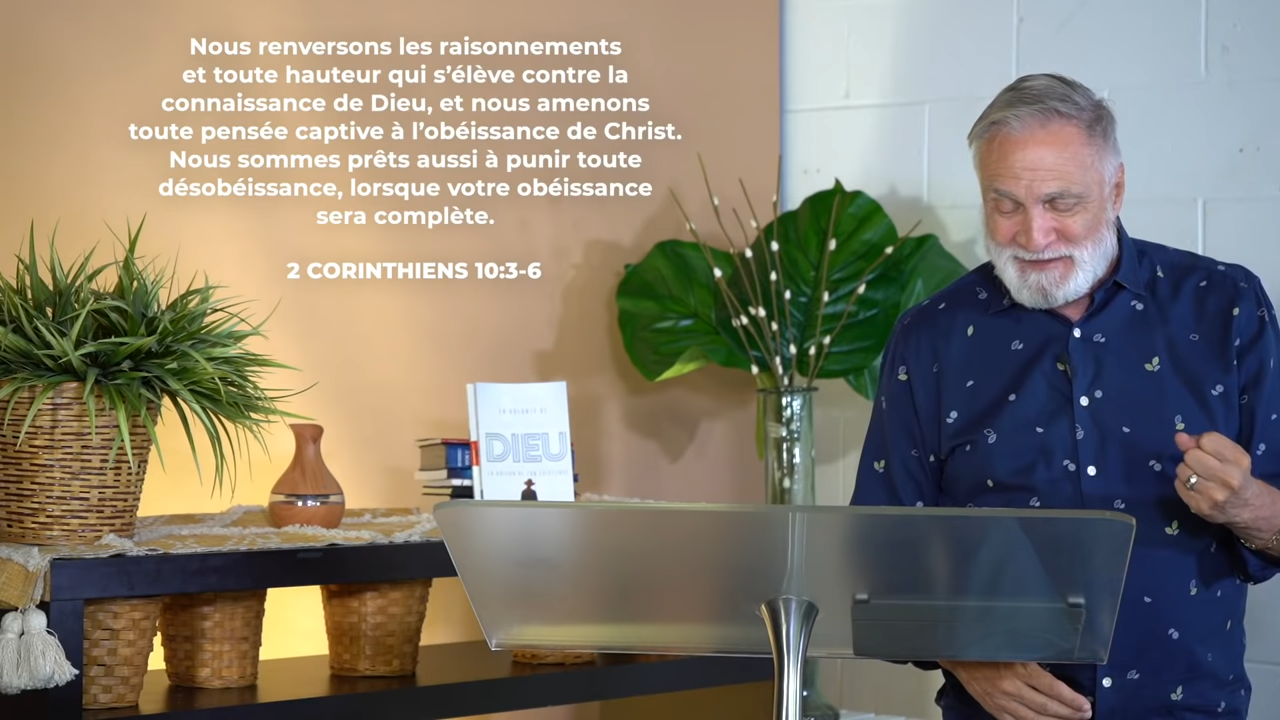 Nous renversons les raisonnements
et toute hauteur qui s’élève contre la
connaissance de Dieu, et nous amenons
toute pensée captive à l’obéissance de Christ.
Nous sommes prêts aussi à punir toute
désobéissance, lorsque votre obéissance
sera complète.
2 CORINTHIENS 10:3-6
DIEU